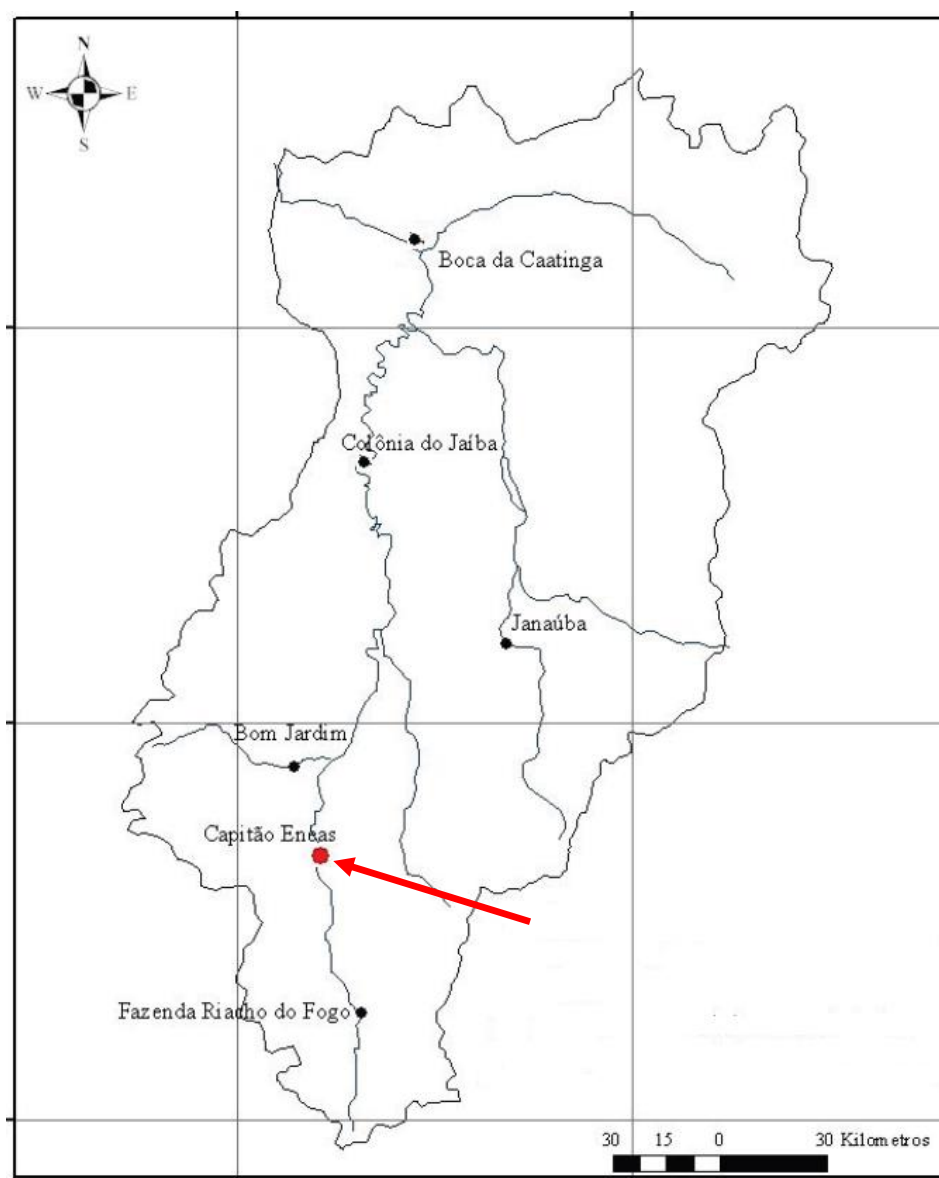 N
W E
S
Boca da Caatinga
Colônia do Jaíba
Janaúba
Bom Jardim
Capitão Eneas
Fazenda Riacho do Fogo
30 15 0 30 Kilometros